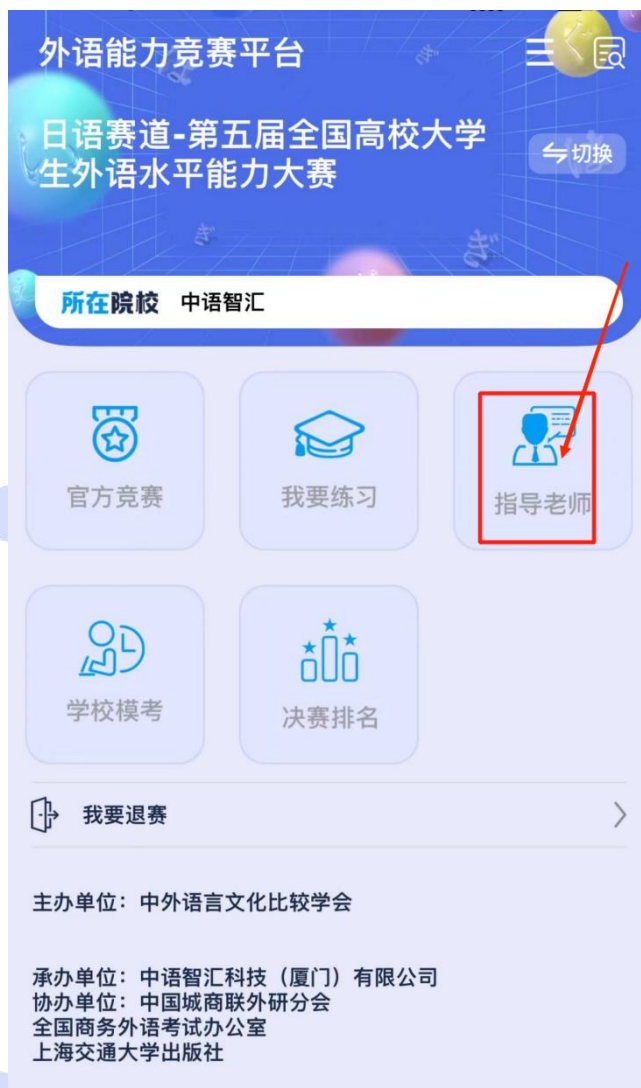 外语能力竞赛平台
日语赛道-第五届全国高校大学
生外语水平能力大赛
切换
所在院校 中语智汇
官方竞赛 我要练习 指导老师
学校模考 决赛排名
我要退赛
主办单位：中外语言文化比较学会
承办单位：中语智汇科技（厦门）有限公司
协办单位：中国城商联外研分会
全国商务外语考试办公室
上海交通大学出版社